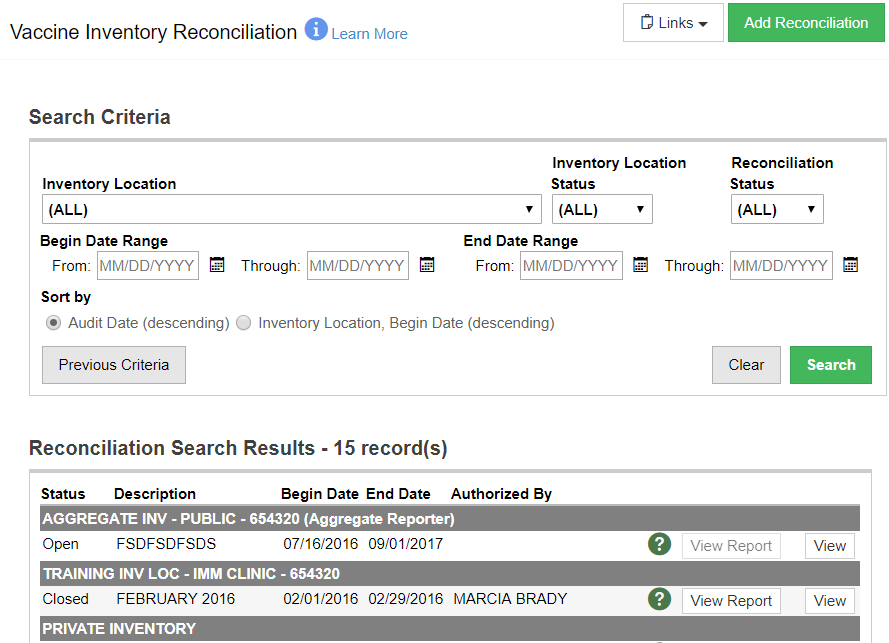 Vaccine Inventory Reconciliation i Learn More
Links
Add Reconciliation
Search Criteria
Inventory Location
Inventory Location Status
Reconciliation Status
(ALL)
(ALL)
(ALL)
Begin Date Range
End Date Range
From: MM/DD/YYYY Through: MM/DD/YYYY
From: MM/DD/YYYY Through: MM/DD/YYYY
Sort by
Audit Date (descending) Inventory Location, Begin Date (descending)
Previous Criteria
Clear
Search
Reconciliation Search Results - 15 record(s)
Status Description Begin Date End Date Authorized By
AGGREGATE INV - PUBLIC - 654320 (Aggregate Reporter)
Open FSDFSDFSDS 07/16/2016 09/01/2017 ? View Report View
TRAINING INV LOC - IMM CLINIC - 654320
Closed FEBRUARY 2016 02/01/2016 02/29/2016 MARCIA BRADY ? View Report View
PRIVATE INVENTORY